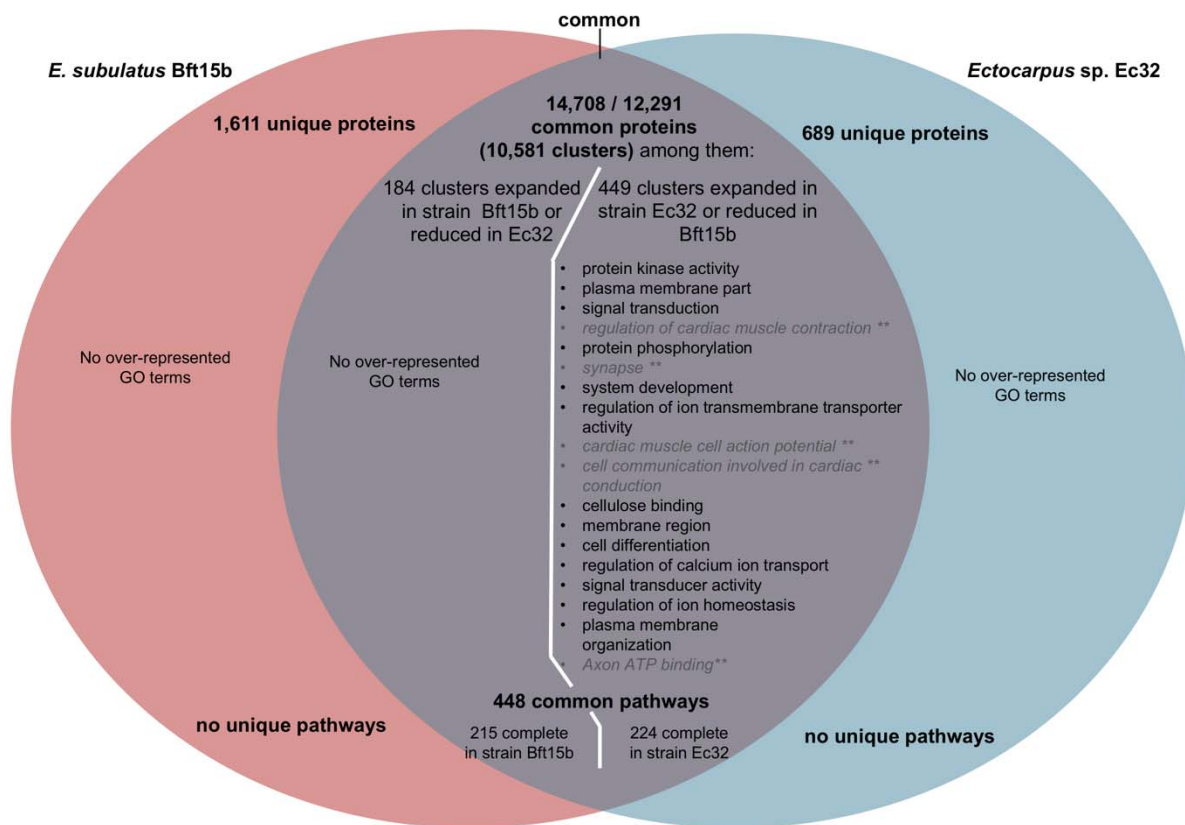 common
E. subulatus Bft15b
Ectocarpus sp. Ec32
1,611 unique proteins
14,708 / 12,291
common proteins
(10,581 clusters) among them:
689 unique proteins
184 clusters expanded
in strain Bft15b or
reduced in Ec32
449 clusters expanded in
strain Ec32 or reduced in
Bft15b
No over-represented
GO terms
No over-represented
GO terms
• protein kinase activity
• plasma membrane part
• signal transduction
• regulation of cardiac muscle contraction **
• protein phosphorylation
• synapse **
• system development
• regulation of ion transmembrane transporter
activity
• cardiac muscle cell action potential **
• cell communication involved in cardiac **
conduction
• cellulose binding
• membrane region
• cell differentiation
• regulation of calcium ion transport
• signal transducer activity
• regulation of ion homeostasis
• plasma membrane
organization
• Axon ATP binding**
No over-represented
GO terms
448 common pathways
no unique pathways
215 complete
in strain Bft15b
224 complete
in strain Ec32
no unique pathways